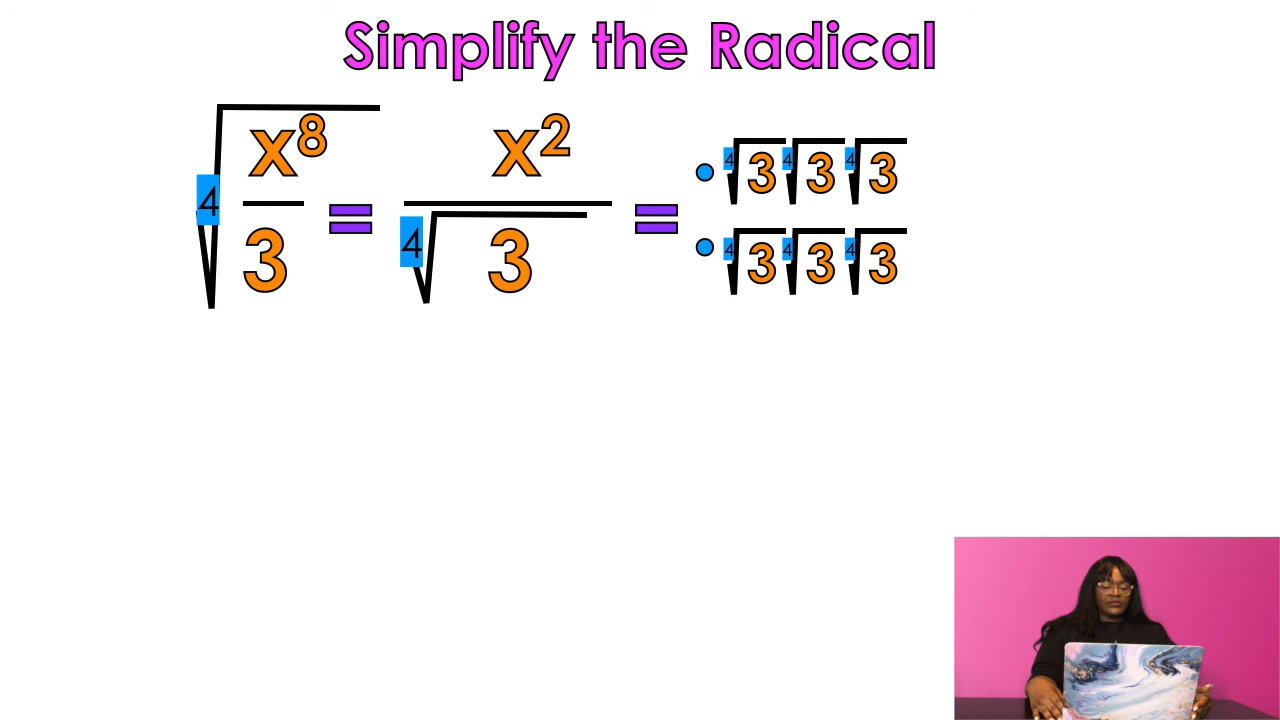 Simplify the Radical
⁴√(x⁸/3) = x²/⁴√3 = · ⁴√3 ⁴√3 ⁴√3
· ⁴√3 ⁴√3 ⁴√3